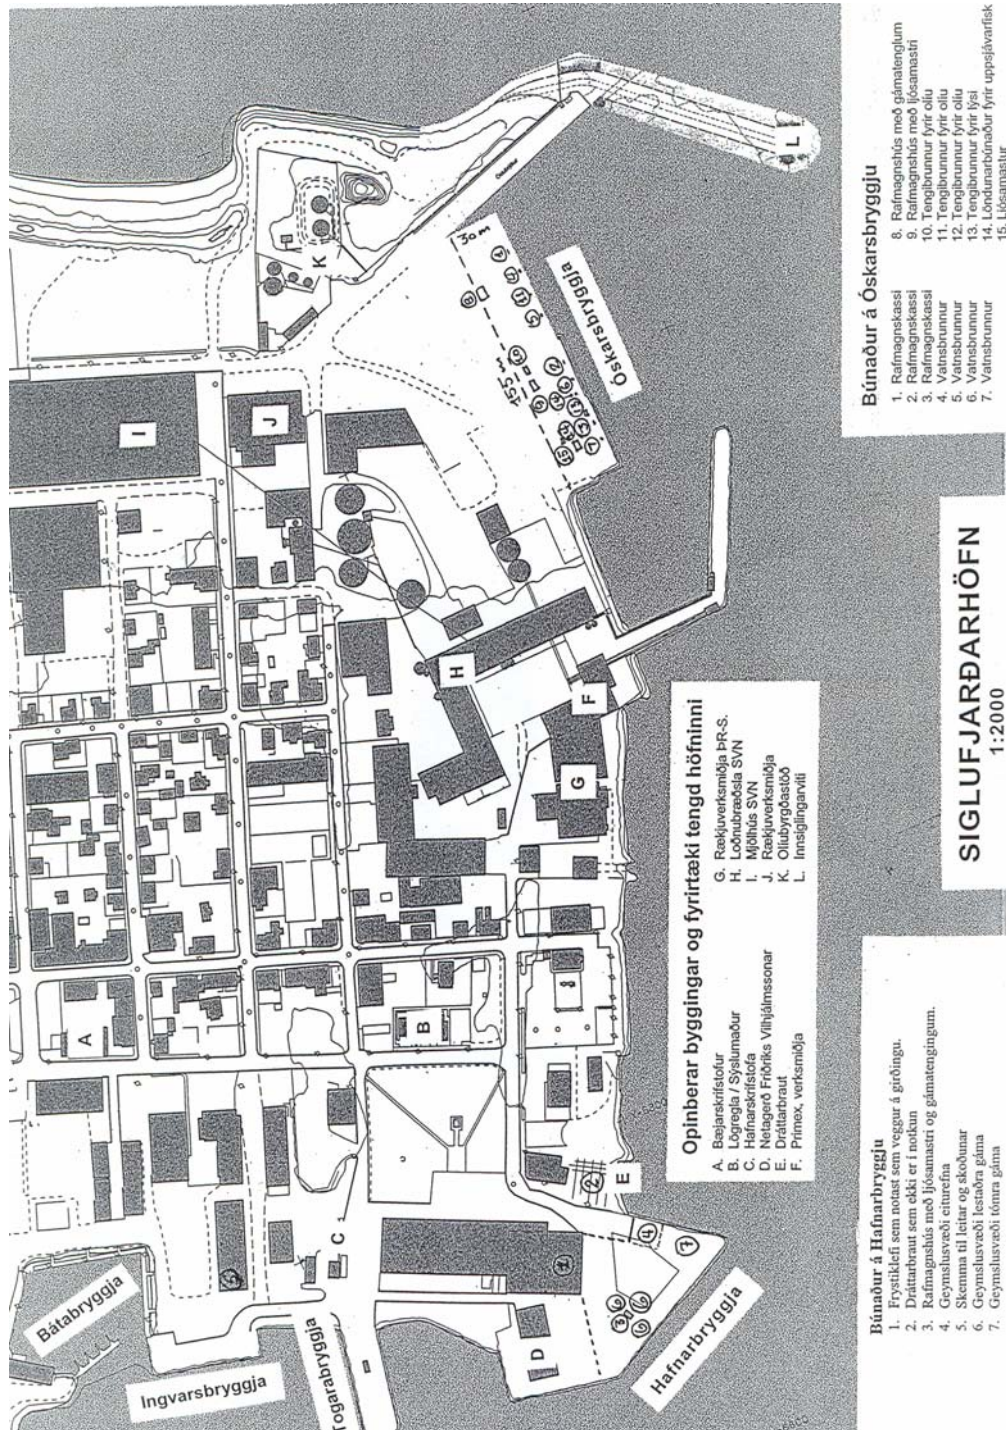 SIGLUFJARÐARHÖFN
1:2000
Bátabryggja
Ingvarsbryggja
Togarabryggja
Hafnarbryggja
Óskarsbryggja
A
B
C
D
E
F
G
H
I
J
K
L
30 m
155 m
Opinberar byggingar og fyrirtæki tengd höfninni
A. Bæjarskrifstofur
B. Lögregla / Sýslumaður
C. Hafnarskrifstofa
D. Netagerð Friðriks Vilhjálmssonar
E. Dráttarbraut
F. Primex, verksmiðja
G. Rækjuverksmiðja ÞR-S.
H. Loðnubræðsla SVN
I. Mjölhús SVN
J. Rækjuverksmiðja
K. Olíubyrgðastöð
L. Innsiglingarviti
Búnaður á Hafnarbryggju
1. Frystiklefi sem notast sem veggur á girðingu.
2. Dráttarbraut sem ekki er í notkun
3. Rafmagnshús með ljósamastri og gámatengingum.
4. Geymslusvæði eiturefna
5. Skemma til leitar og skoðunar
6. Geymslusvæði lestaðra gáma
7. Geymslusvæði tómra gáma
Búnaður á Óskarsbryggju
1. Rafmagnskassi
2. Rafmagnskassi
3. Rafmagnskassi
4. Vatnsbrunnur
5. Vatnsbrunnur
6. Vatnsbrunnur
7. Vatnsbrunnur
8. Rafmagnshús með gámatenglum
9. Rafmagnshús með ljósamastri
10. Tengibrunnur fyrir olíu
11. Tengibrunnur fyrir olíu
12. Tengibrunnur fyrir olíu
13. Tengibrunnur fyrir lýsi
14. Löndunarbúnaður fyrir uppsjávarfisk
15. Ljósamastur